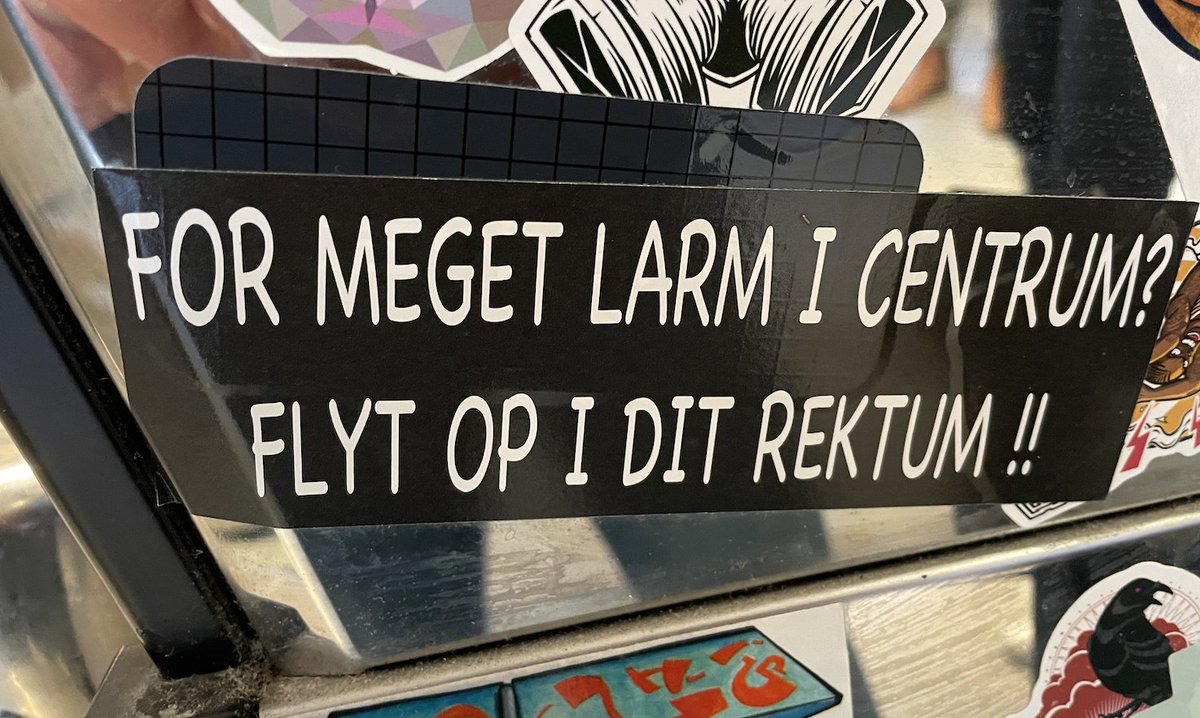 FOR MEGET LARM I CENTRUM?
FLYT OP I DIT REKTUM !!